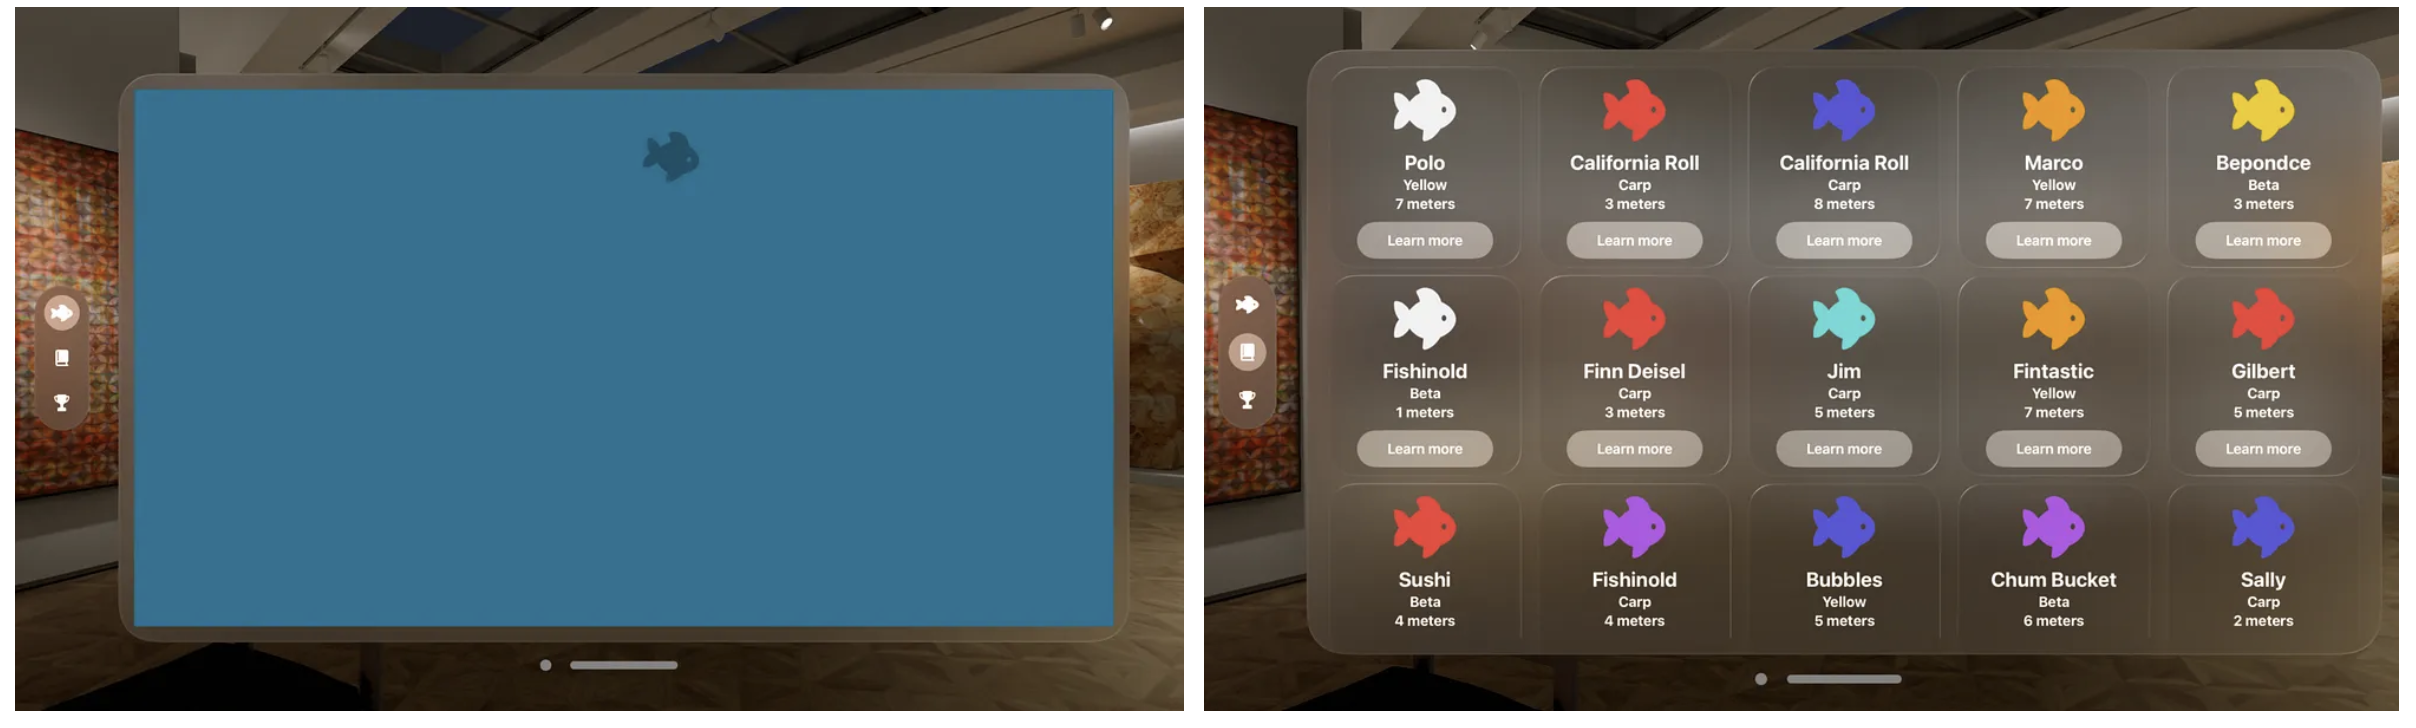 Polo
Yellow
7 meters
Learn more
California Roll
Carp
3 meters
Learn more
California Roll
Carp
8 meters
Learn more
Marco
Yellow
7 meters
Learn more
Bepondce
Beta
3 meters
Learn more
Fishinold
Beta
1 meters
Learn more
Finn Deisel
Carp
3 meters
Learn more
Jim
Carp
5 meters
Learn more
Fintastic
Yellow
7 meters
Learn more
Gilbert
Carp
5 meters
Learn more
Sushi
Beta
4 meters
Fishinold
Carp
4 meters
Bubbles
Yellow
5 meters
Chum Bucket
Beta
6 meters
Sally
Carp
2 meters